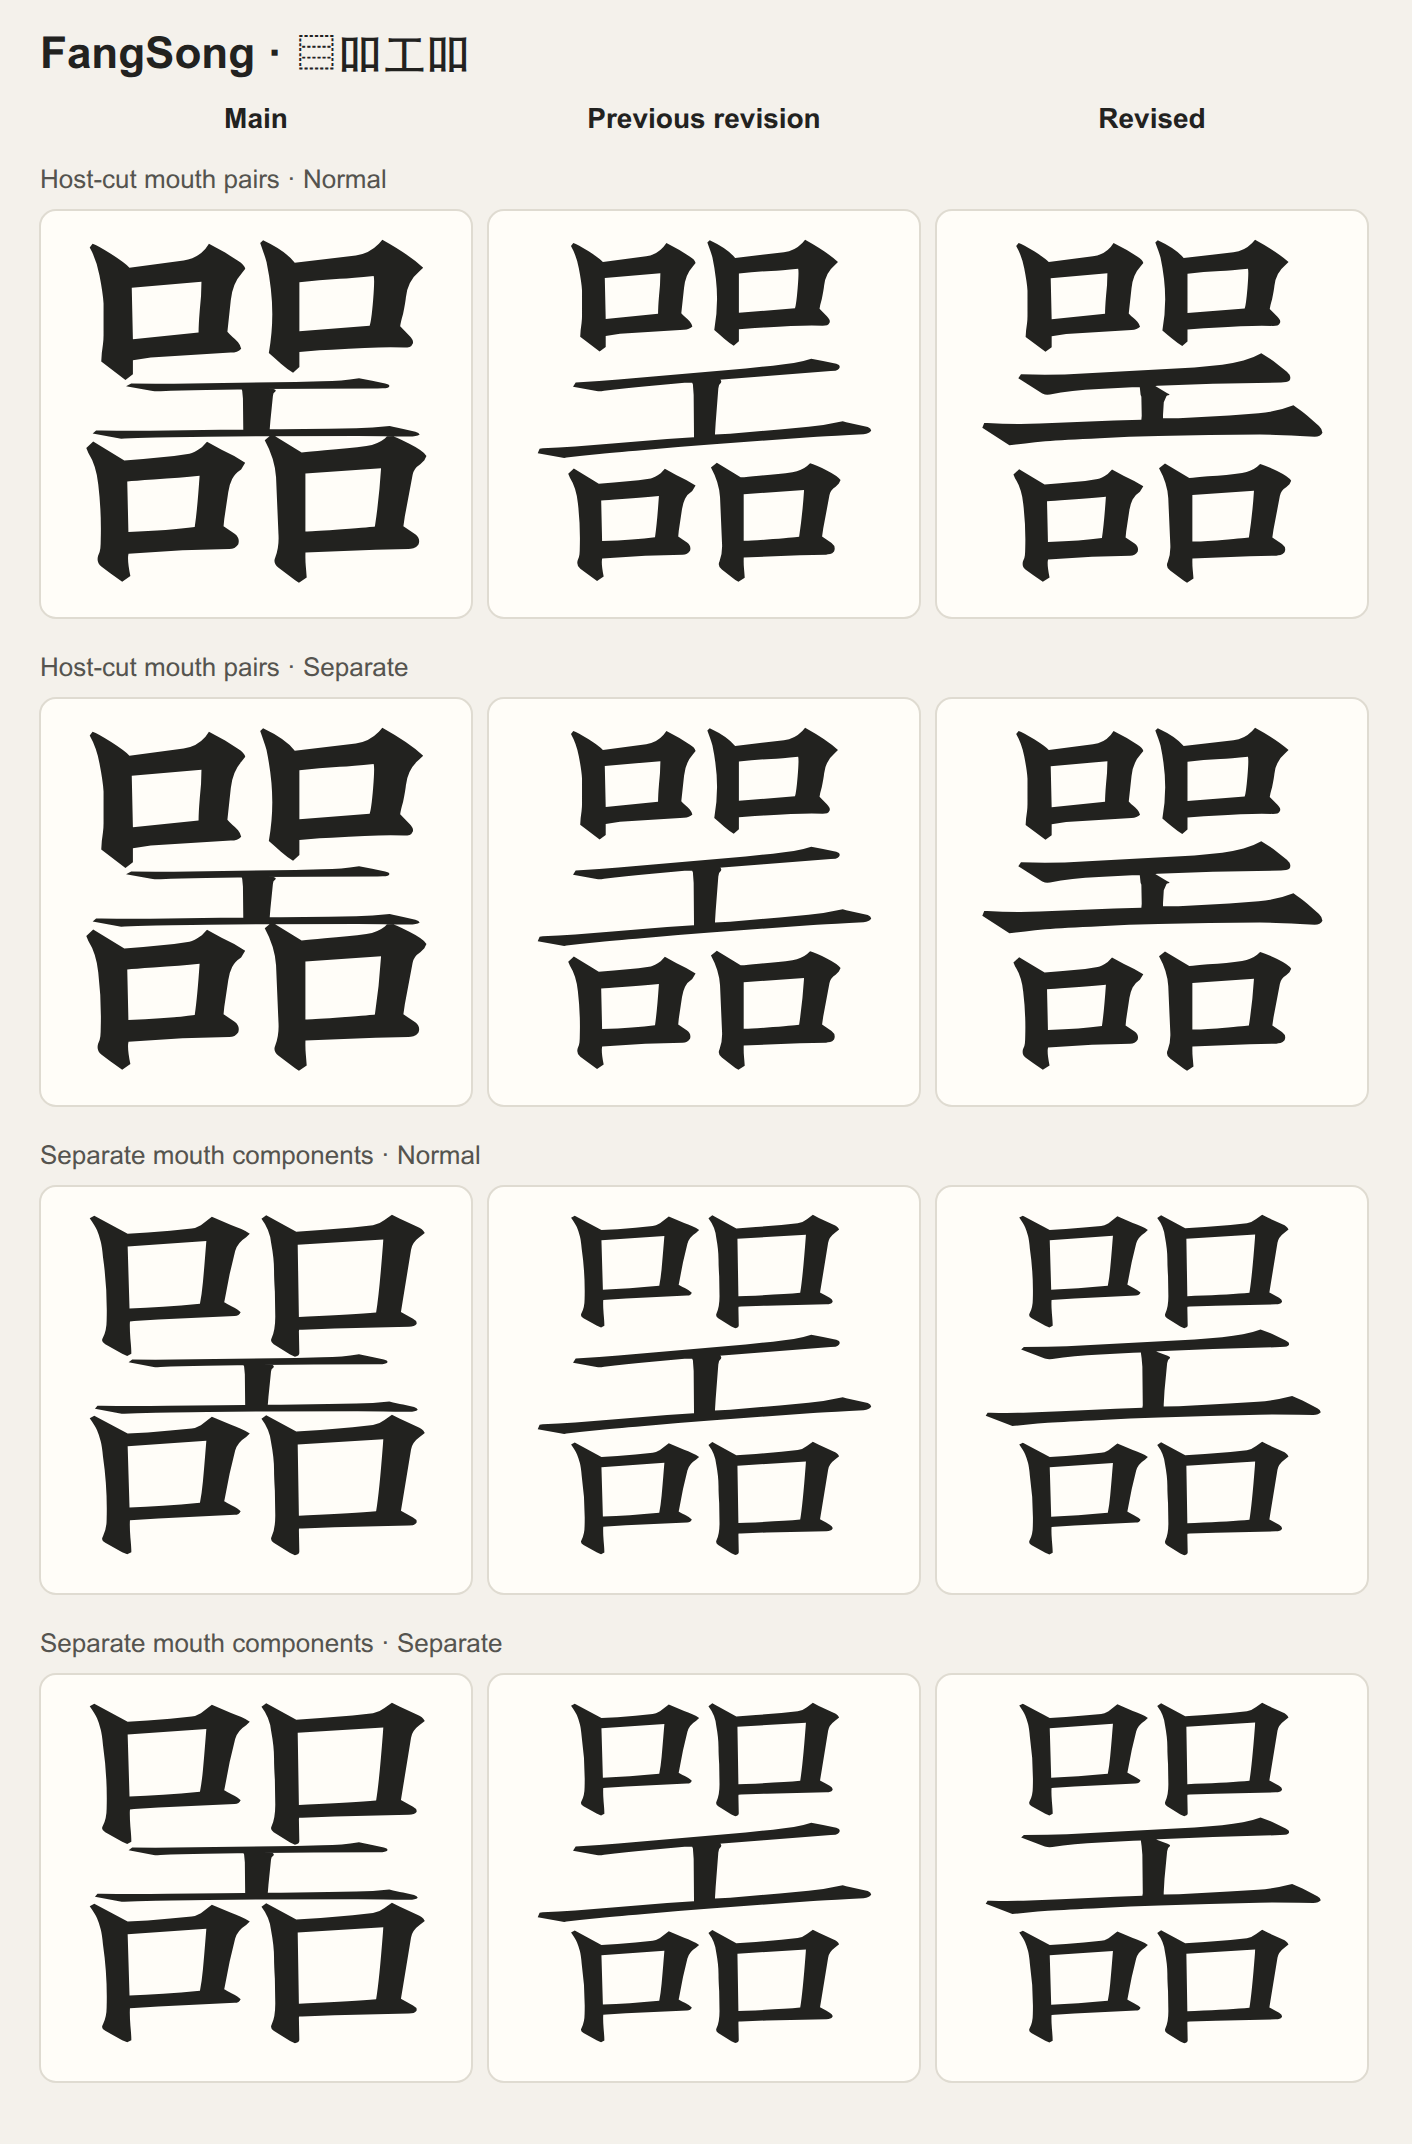 FangSong · ⿳吅工吅
Main Previous revision Revised
Host-cut mouth pairs · Normal
Host-cut mouth pairs · Separate
Separate mouth components · Normal
Separate mouth components · Separate